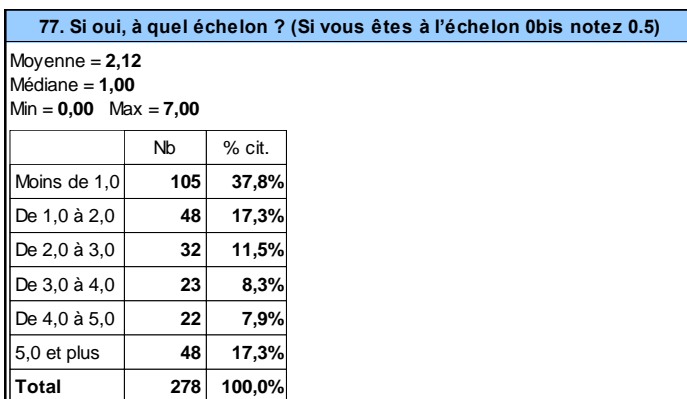 77. Si oui, à quel échelon ? (Si vous êtes à l'échelon 0bis notez 0.5)
Moyenne = 2,12
Médiane = 1,00
Min = 0,00 Max = 7,00
Nb % cit.
Moins de 1,0 105 37,8%
De 1,0 à 2,0 48 17,3%
De 2,0 à 3,0 32 11,5%
De 3,0 à 4,0 23 8,3%
De 4,0 à 5,0 22 7,9%
5,0 et plus 48 17,3%
Total 278 100,0%